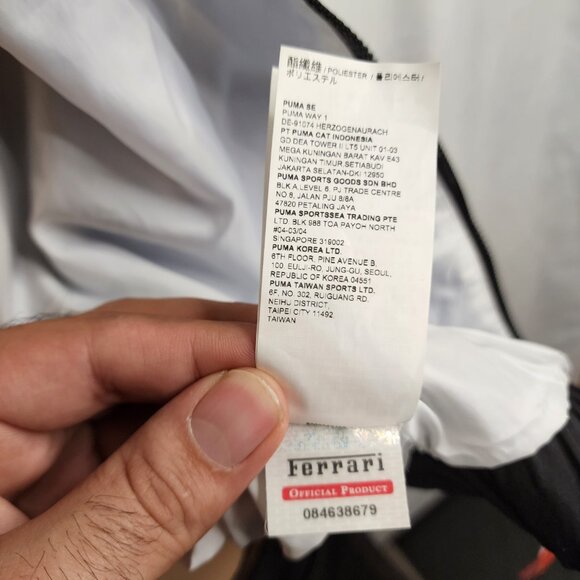 酯纖維 / POLIESTER / 폴리에스터 /
ポリエステル
PUMA SE
PUMA WAY 1
DE-91074 HERZOGENAURACH
PT PUMA CAT INDONESIA
GD DEA TOWER II LT5 UNIT 01-03
MEGA KUNINGAN BARAT KAV E43
KUNINGAN TIMUR,SETIABUDI
JAKARTA SELATAN-DKI 12950
PUMA SPORTS GOODS SDN BHD
BLK A,LEVEL 6, PJ TRADE CENTRE
NO 8, JALAN PJU 8/8A
47820 PETALING JAYA
PUMA SPORTSSEA TRADING PTE
LTD. BLK 988 TOA PAYOH NORTH
#04-03/04
SINGAPORE 319002
PUMA KOREA LTD.
6TH FLOOR, PINE AVENUE B,
100, EULJI-RO, JUNG-GU, SEOUL,
REPUBLIC OF KOREA 04551
PUMA TAIWAN SPORTS LTD.
6F, NO. 302, RUIGUANG RD.
NEIHU DISTRICT,
TAIPEI CITY 11492
TAIWAN
Ferrari
OFFICIAL PRODUCT
084638679